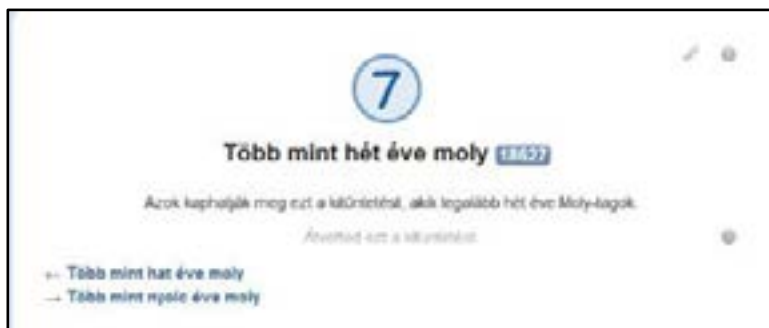 7
Több mint hét éve moly 18627
Azok kaphatják meg ezt a kitüntetést, akik legalább hét éve Moly-tagok.
Átvetted ezt a kitüntetést.
← Több mint hat éve moly
→ Több mint nyolc éve moly